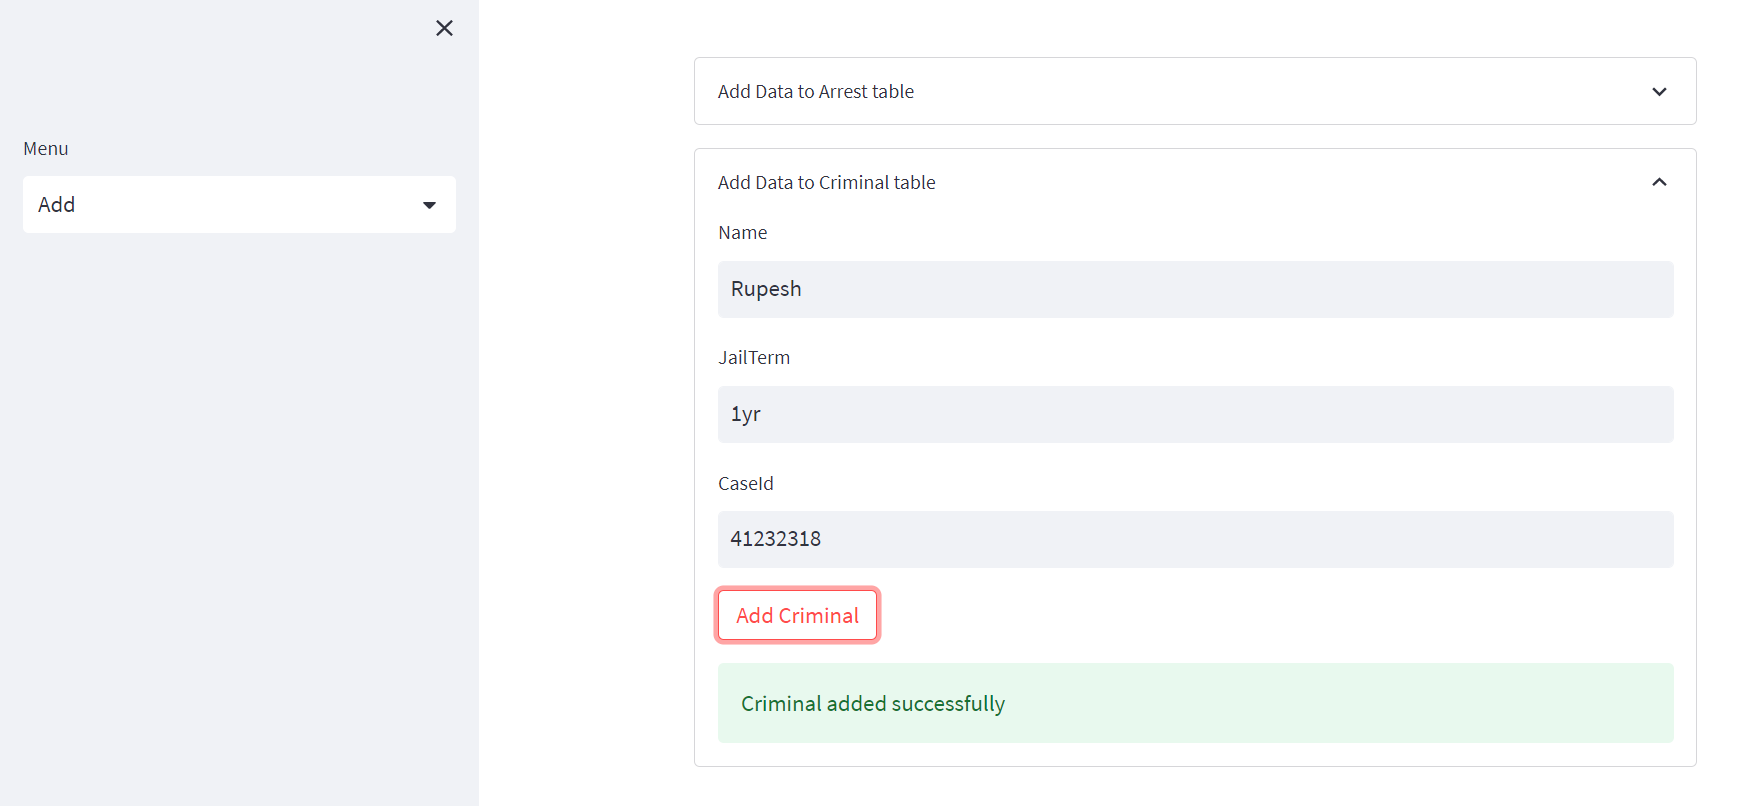 Menu
Add
Add Data to Arrest table
Add Data to Criminal table
Name
Rupesh
JailTerm
1yr
CaseId
41232318
Add Criminal
Criminal added successfully